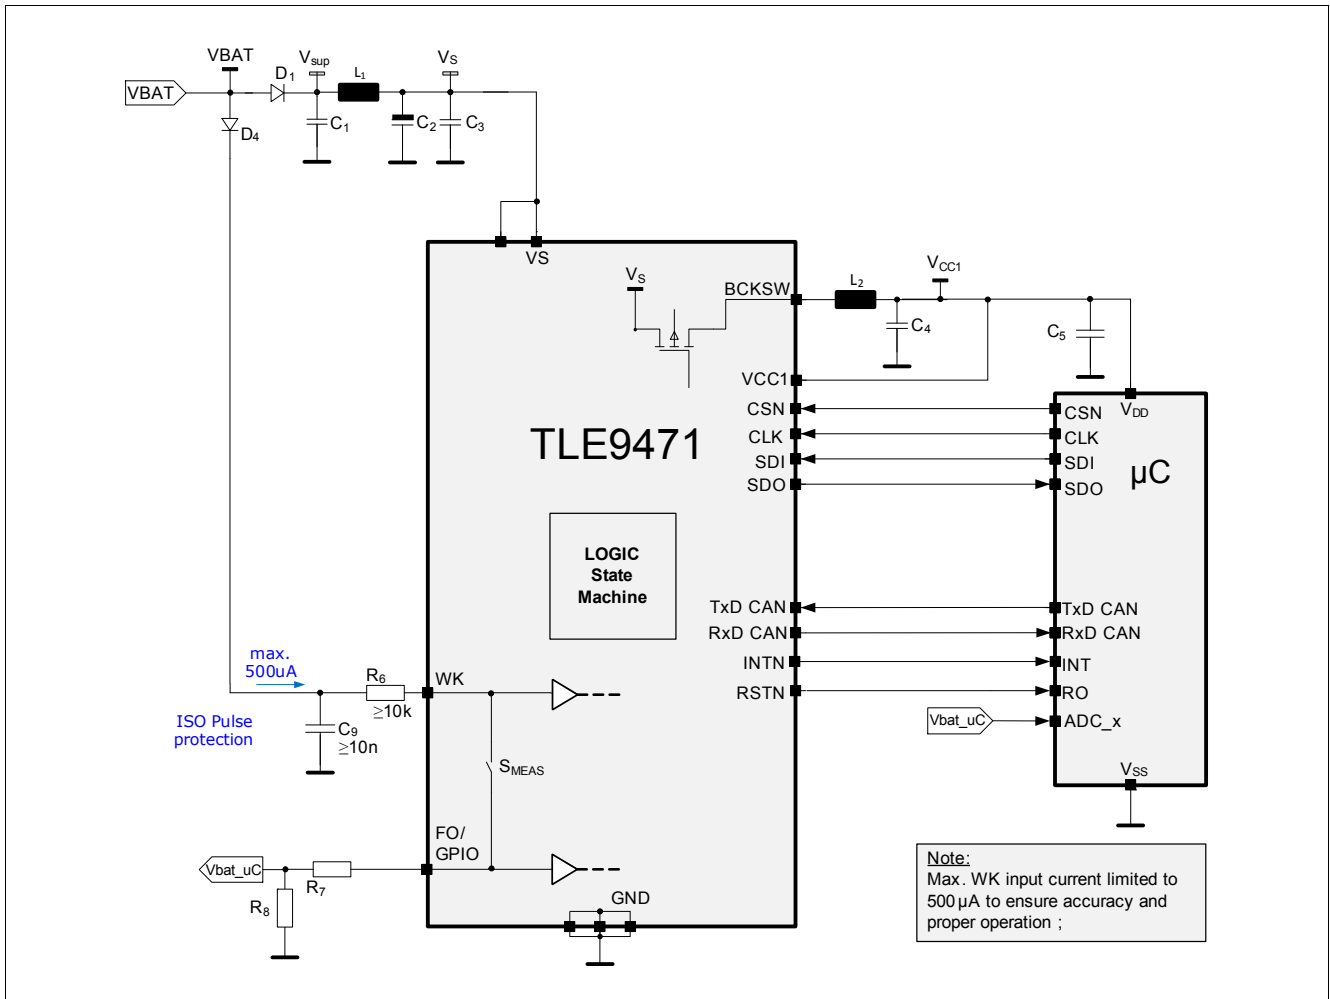 VBAT
VBAT
D1
Vsup
L1
VS
D4
C1
C2
C3
VS
VS
BCKSW
L2
VCC1
C4
C5
VCC1
CSN
CLK
SDI
SDO
TLE9471
CSN
VDD
CLK
SDI
SDO
µC
LOGIC
State
Machine
TxD CAN
RxD CAN
INTN
RSTN
TxD CAN
RxD CAN
INT
RO
Vbat_uC
ADC_x
VSS
max.
500uA
ISO Pulse
protection
R6
≥10k
C9
≥10n
WK
SMEAS
FO/
GPIO
Vbat_uC
R7
R8
GND
Note:
Max. WK input current limited to
500 µA to ensure accuracy and
proper operation ;